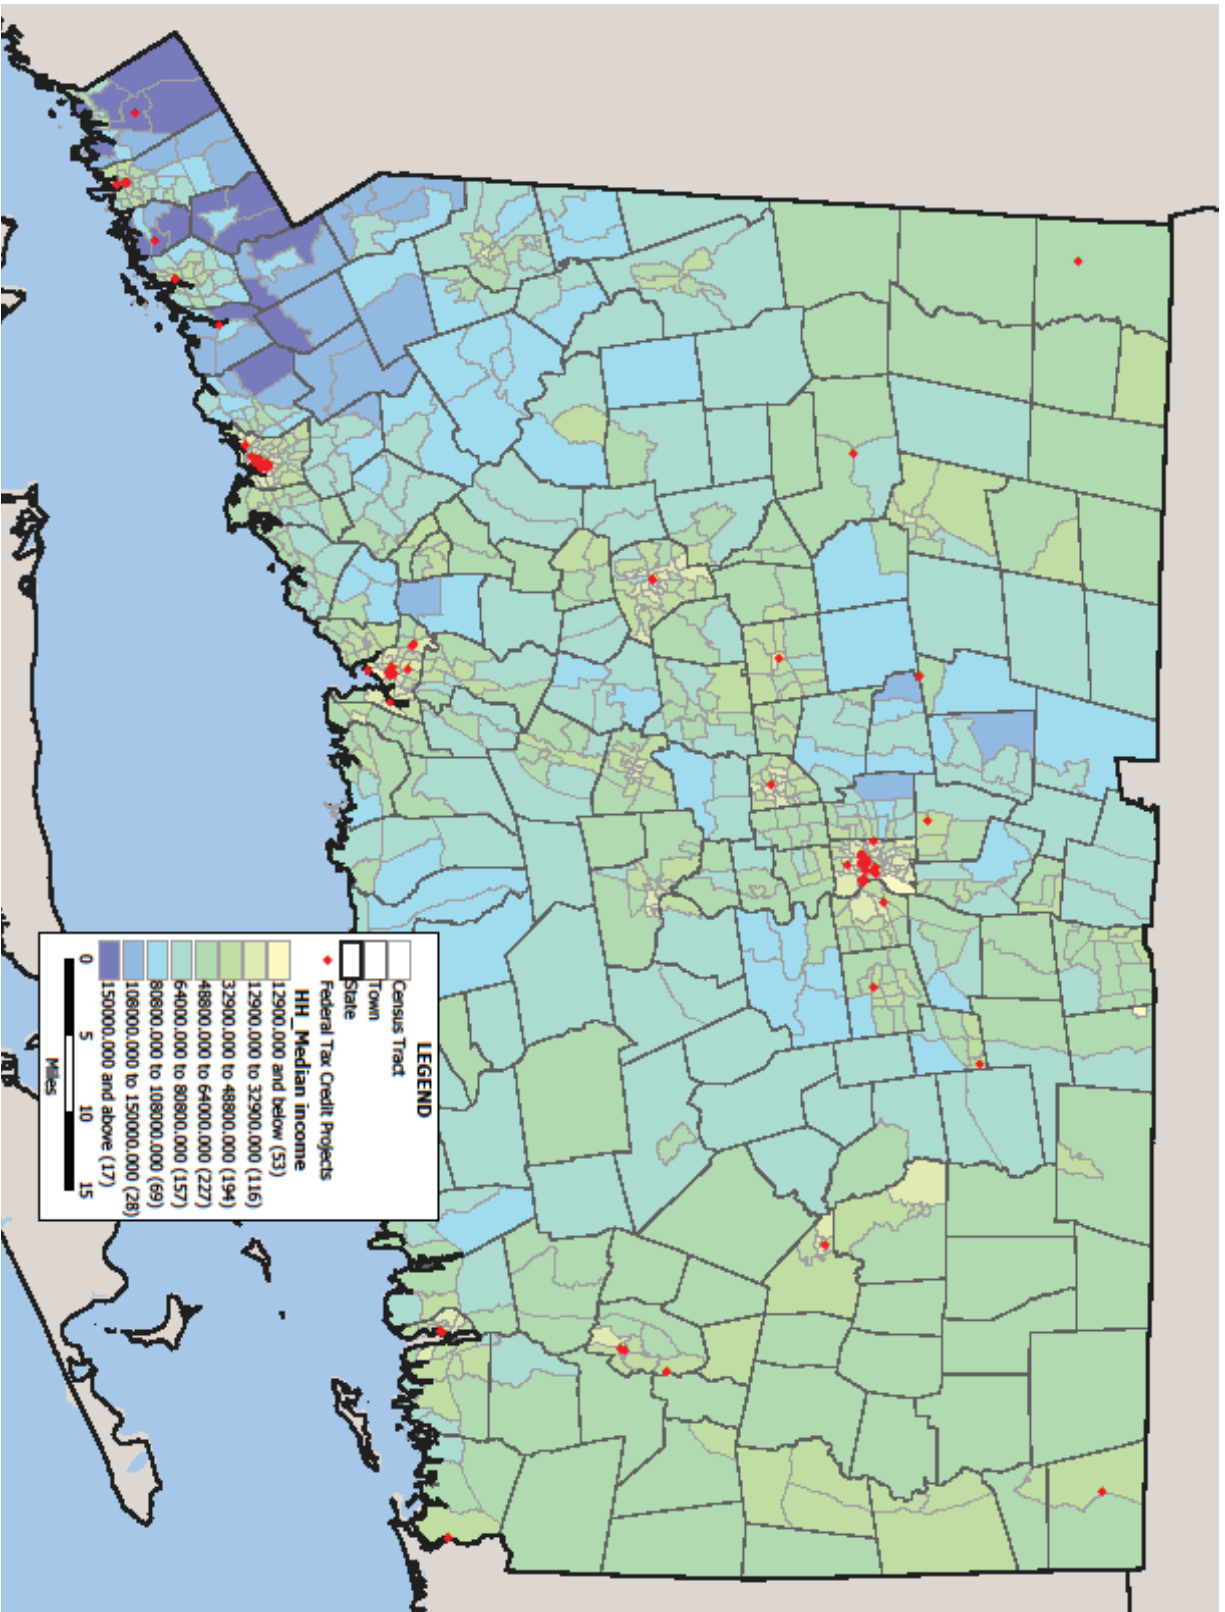 LEGEND
Census Tract
Town
State
Federal Tax Credit Projects
HH_Median income
12900.000 and below (53)
12900.000 to 32900.000 (116)
32900.000 to 48800.000 (194)
48800.000 to 64000.000 (227)
64000.000 to 80800.000 (157)
80800.000 to 108000.000 (69)
108000.000 to 150000.000 (28)
150000.000 and above (17)
0 5 10 15
Miles